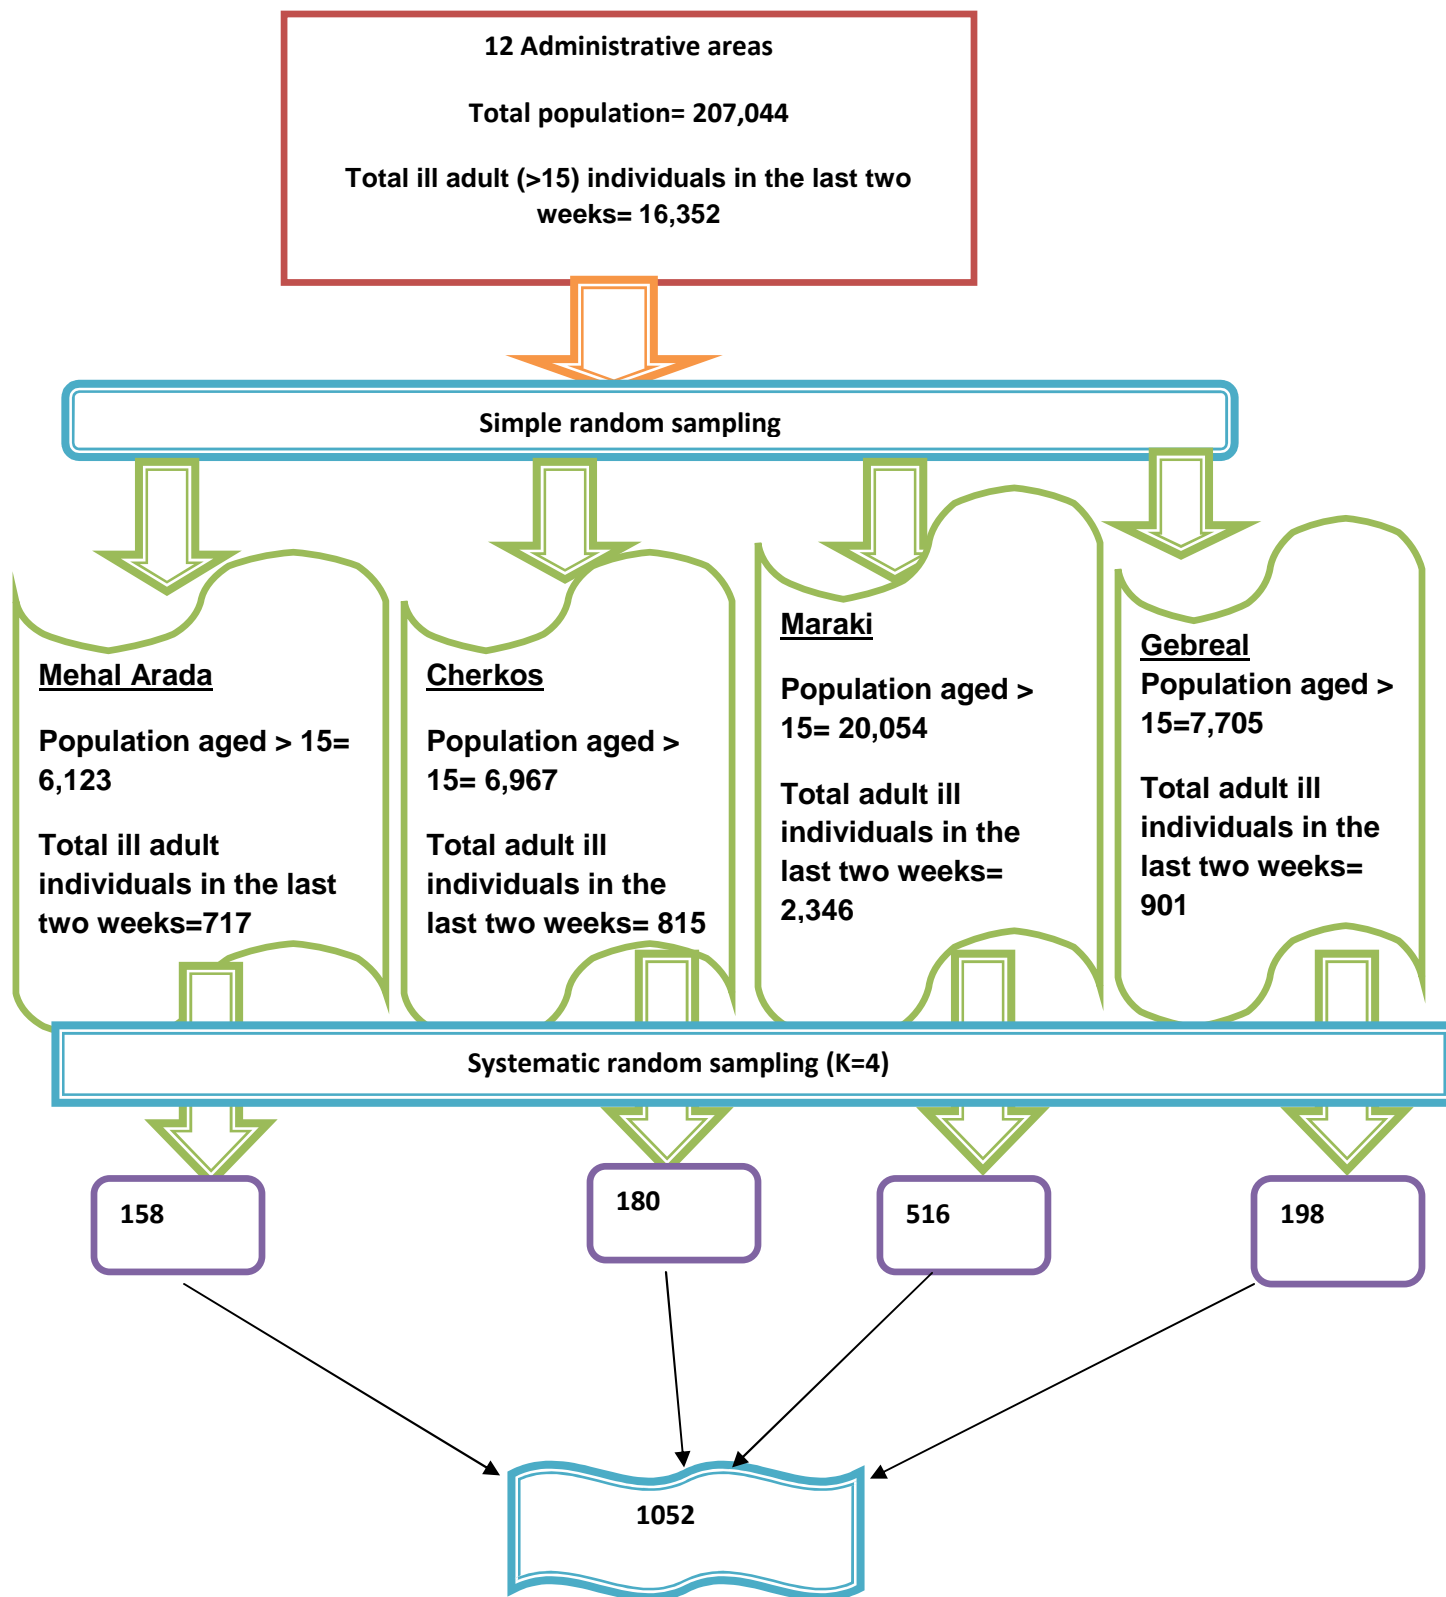 12 Administrative areas
Total population= 207,044
Total ill adult (>15) individuals in the last two
weeks= 16,352
Simple random sampling
Mehal Arada
Population aged > 15=
6,123
Total ill adult
individuals in the last
two weeks=717
Cherkos
Population aged >
15= 6,967
Total adult ill
individuals in the
last two weeks= 815
Maraki
Population aged >
15= 20,054
Total adult ill
individuals in the
last two weeks=
2,346
Gebreal
Population aged >
15=7,705
Total adult ill
individuals in the
last two weeks=
901
Systematic random sampling (K=4)
158
180
516
198
1052